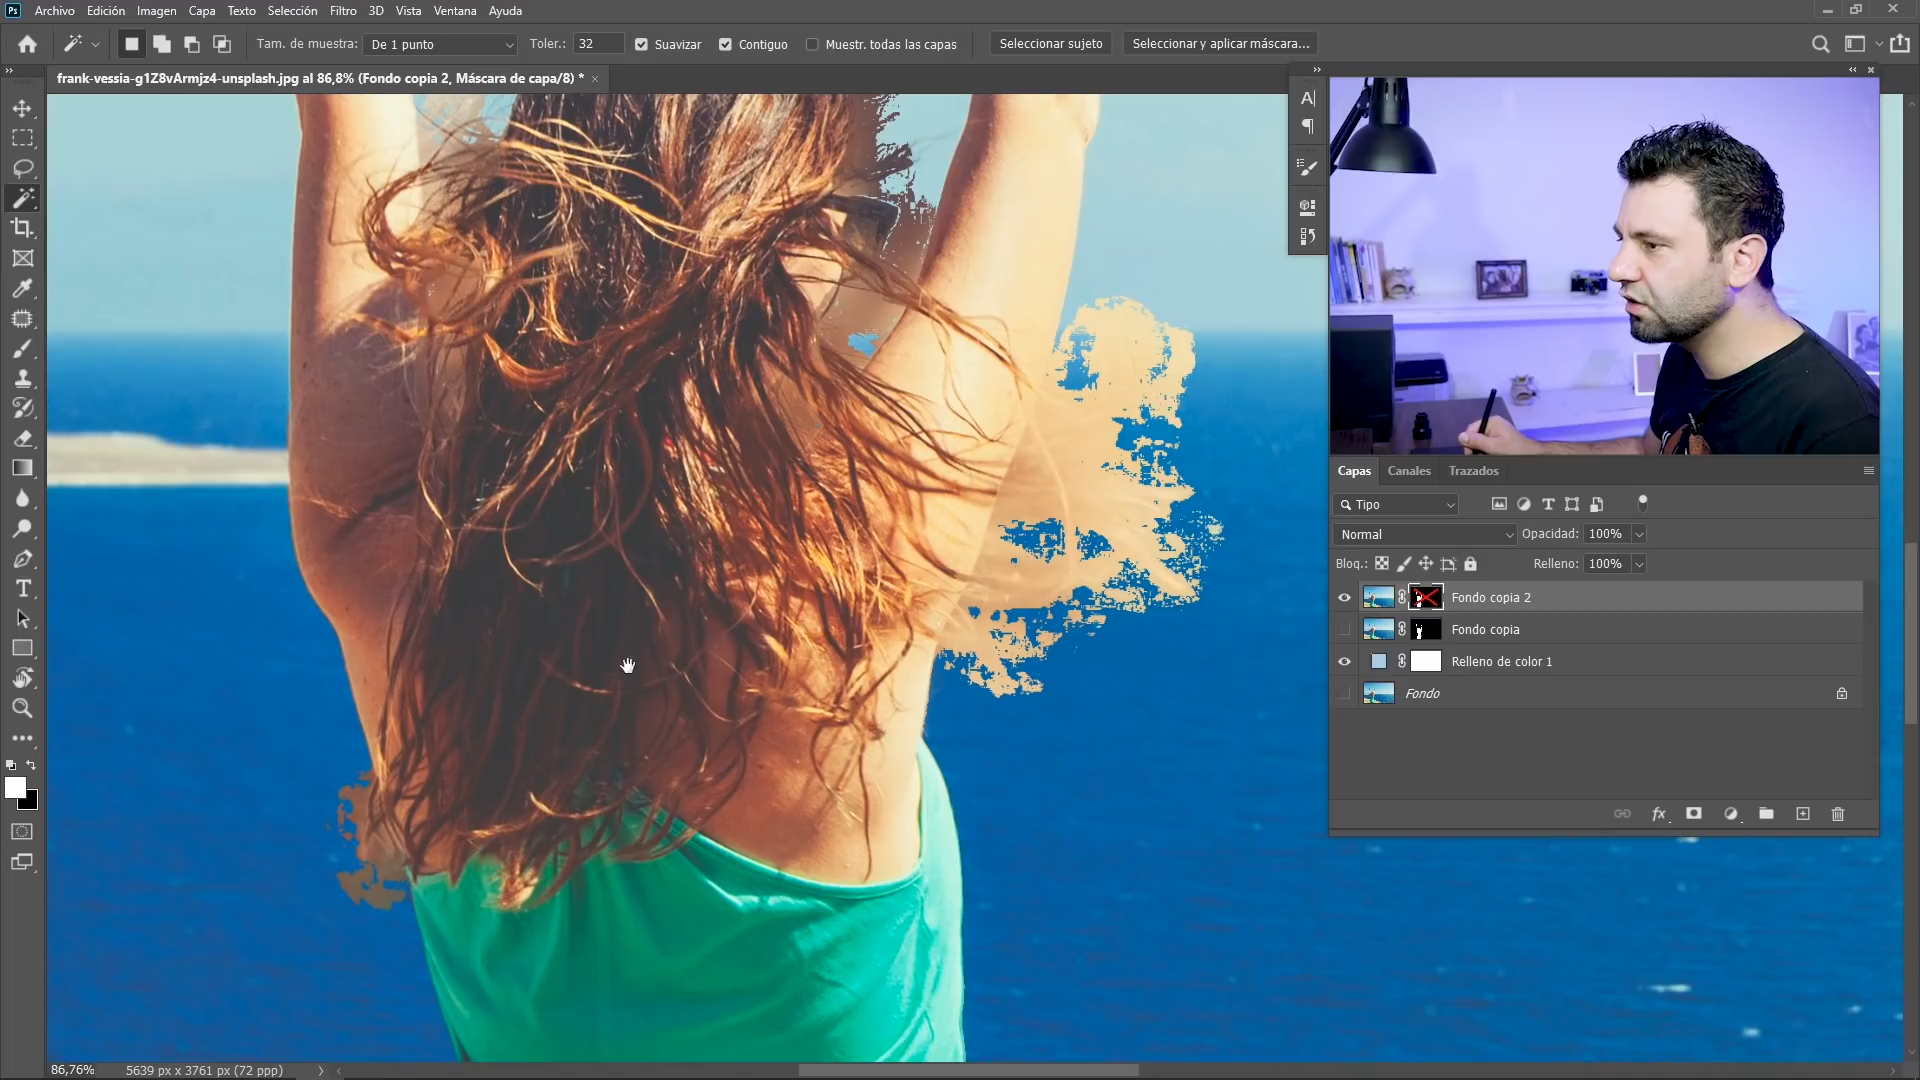 Ps Archivo Edición Imagen Capa Texto Selección Filtro 3D Vista Ventana Ayuda
Tam. de muestra: De 1 punto Toler.: 32 Suavizar Contiguo Muestr. todas las capas Seleccionar sujeto Seleccionar y aplicar máscara...
frank-vessia-g1Z8vArmjz4-unsplash.jpg al 86,8% (Fondo copia 2, Máscara de capa/8) *
Capas Canales Trazados
Tipo
Normal Opacidad: 100%
Bloq.: Relleno: 100%
Fondo copia 2
Fondo copia
Relleno de color 1
Fondo
fx
86,76% 5639 px x 3761 px (72 ppp)